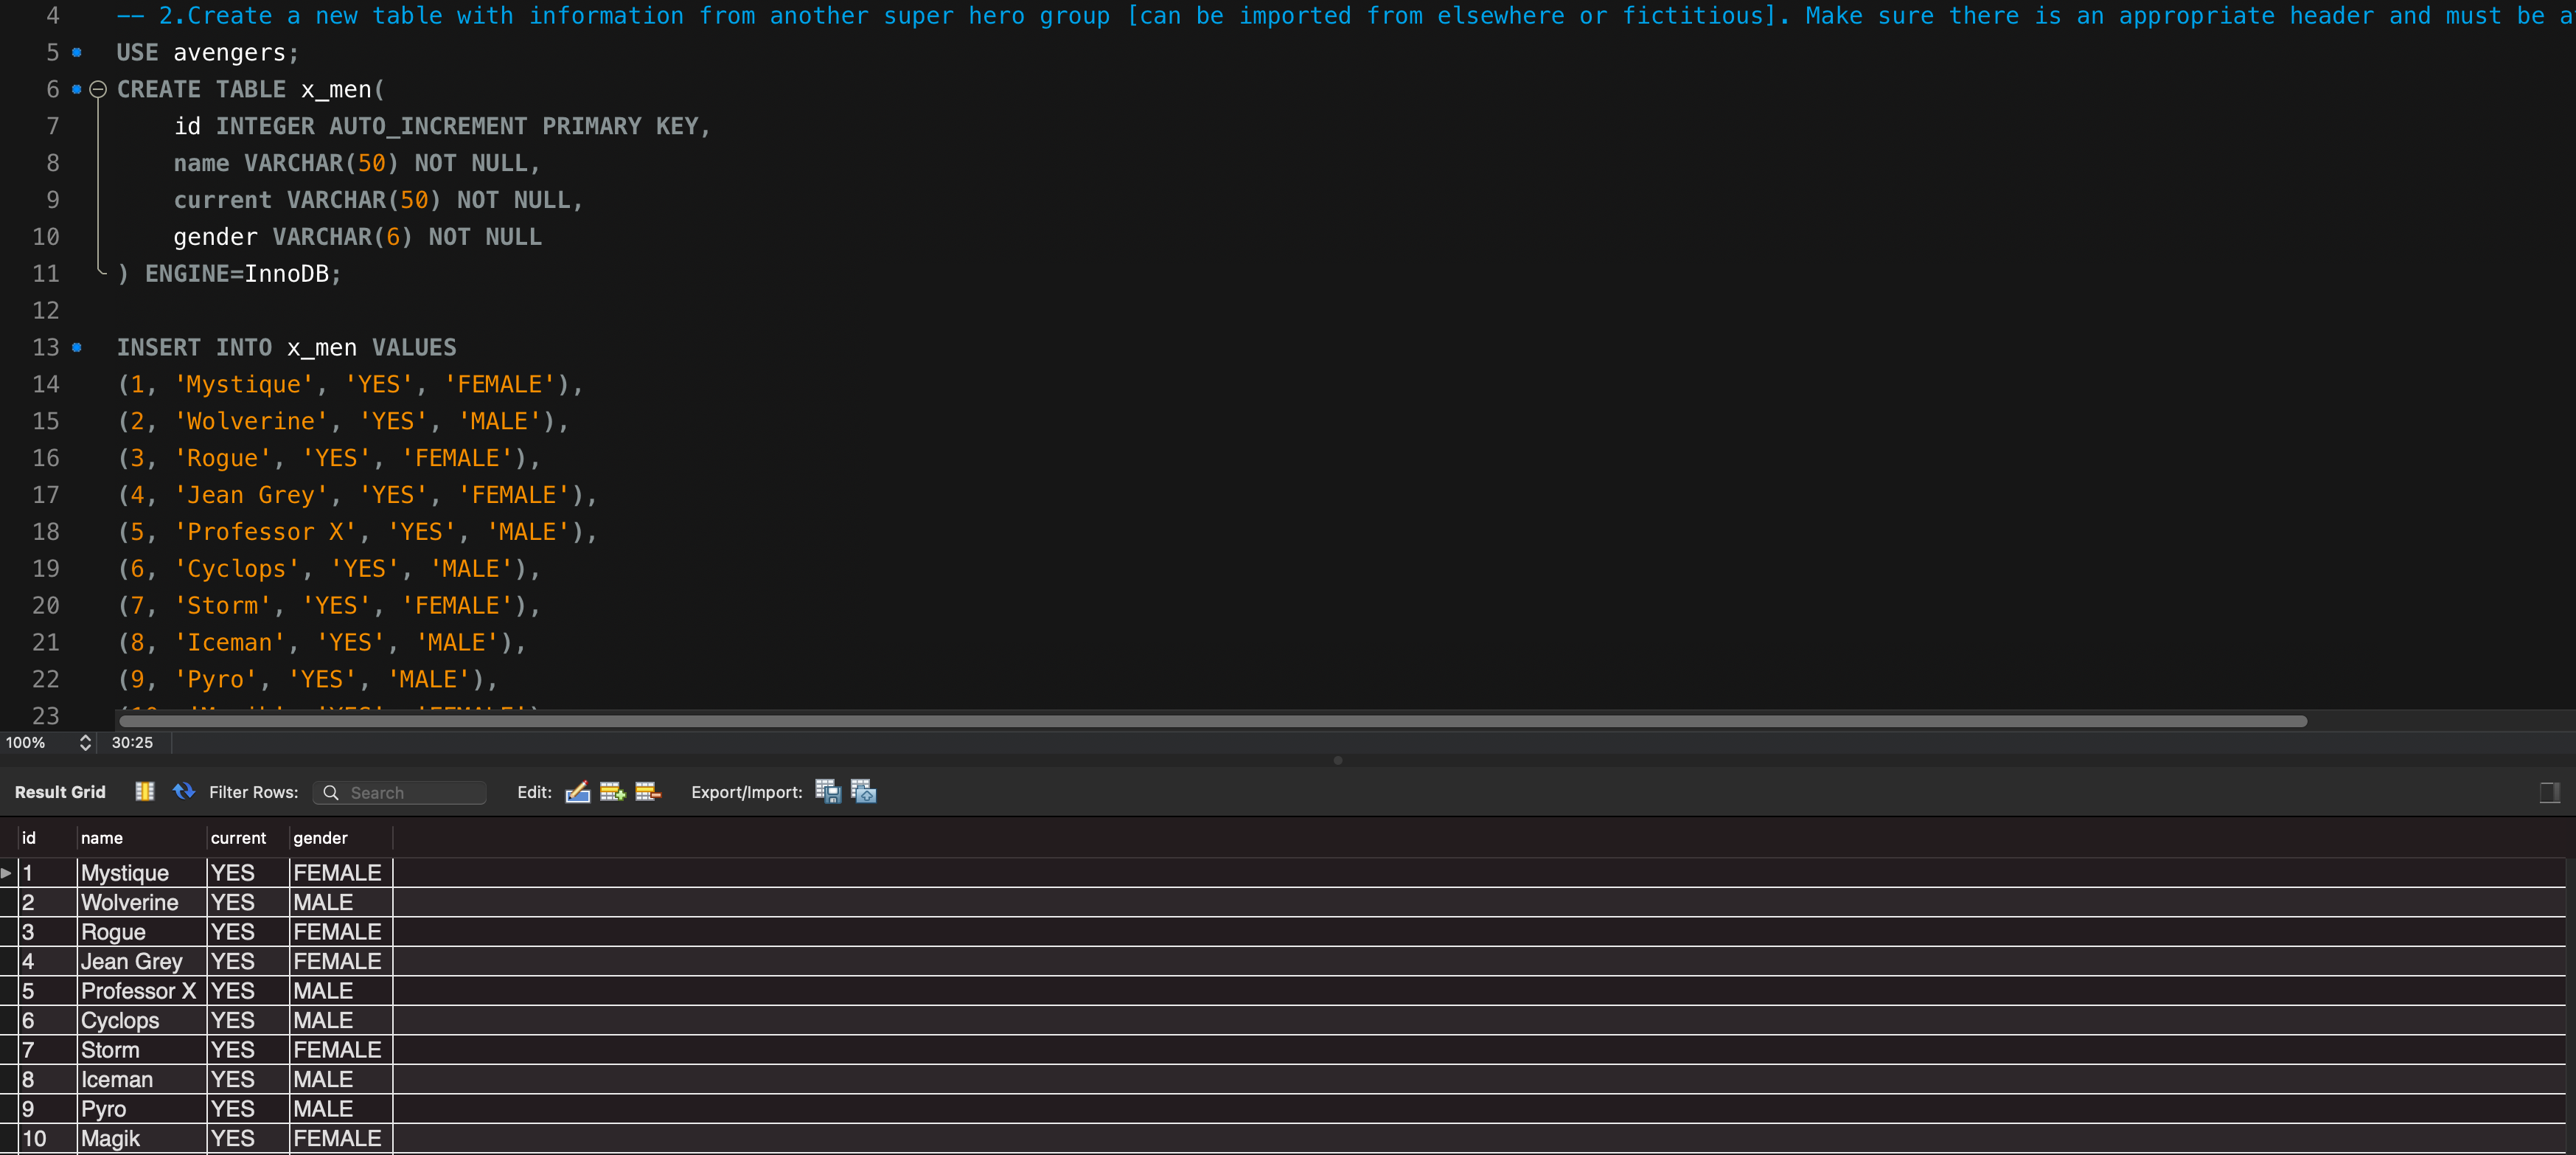 4 -- 2.Create a new table with information from another super hero group [can be imported from elsewhere or fictitious]. Make sure there is an appropriate header and must be
5 USE avengers;
6 CREATE TABLE x_men(
7 id INTEGER AUTO_INCREMENT PRIMARY KEY,
8 name VARCHAR(50) NOT NULL,
9 current VARCHAR(50) NOT NULL,
10 gender VARCHAR(6) NOT NULL
11 ) ENGINE=InnoDB;
12
13 INSERT INTO x_men VALUES
14 (1, 'Mystique', 'YES', 'FEMALE'),
15 (2, 'Wolverine', 'YES', 'MALE'),
16 (3, 'Rogue', 'YES', 'FEMALE'),
17 (4, 'Jean Grey', 'YES', 'FEMALE'),
18 (5, 'Professor X', 'YES', 'MALE'),
19 (6, 'Cyclops', 'YES', 'MALE'),
20 (7, 'Storm', 'YES', 'FEMALE'),
21 (8, 'Iceman', 'YES', 'MALE'),
22 (9, 'Pyro', 'YES', 'MALE'),
23
100% 30:25
Result Grid Filter Rows: Search Edit: Export/Import:
id name current gender
1 Mystique YES FEMALE
2 Wolverine YES MALE
3 Rogue YES FEMALE
4 Jean Grey YES FEMALE
5 Professor X YES MALE
6 Cyclops YES MALE
7 Storm YES FEMALE
8 Iceman YES MALE
9 Pyro YES MALE
10 Magik YES FEMALE